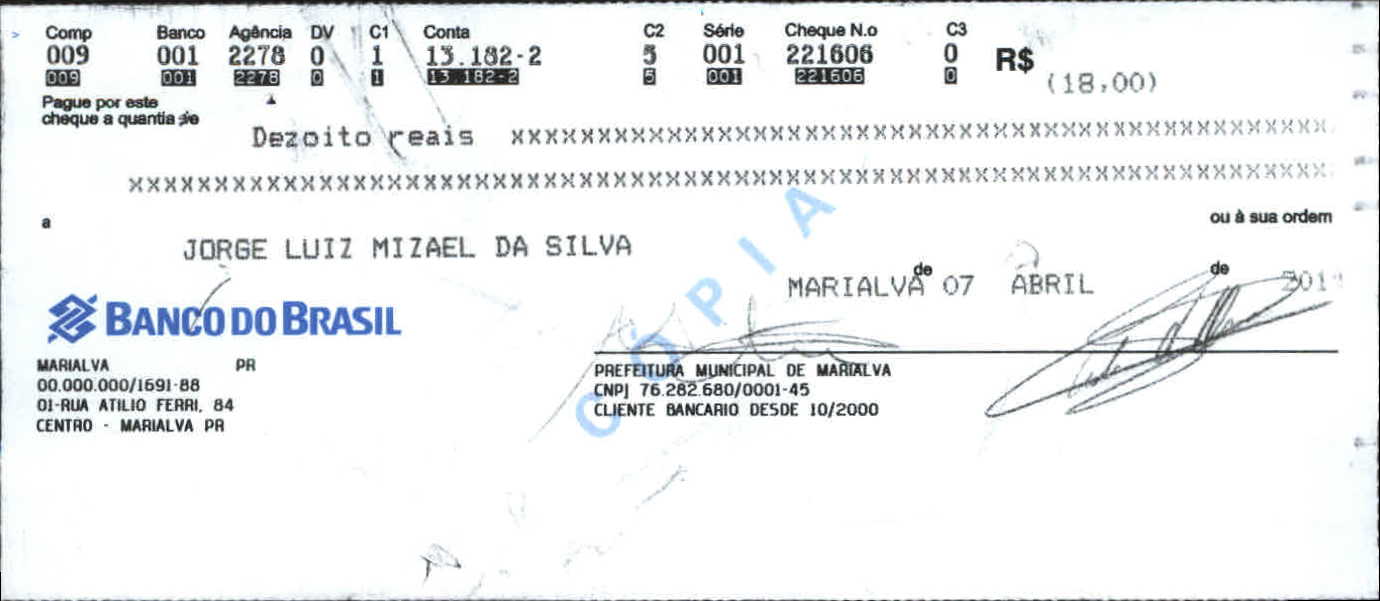 Comp Banco Agência DV C1 Conta C2 Série Cheque N.o C3
009 001 2278 0 1 13.182-2 5 001 221606 0 R$ (18,00)
009 001 2278 0 1 13.182-2 5 001 221606 0
Pague por este
cheque a quantia de
Dezoito reais xxxxxxxxxxxxxxxxxxxxxxxxxxxxxxxxxxxxxxxxxxxxxxxx
xxxxxxxxxxxxxxxxxxxxxxxxxxxxxxxxxxxxxxxxxxxxxxxxxxxxxxxxxxxxxxxxxxxxxx
a ou à sua ordem
JORGE LUIZ MIZAEL DA SILVA
MARIALVA de 07 ABRIL de
CÓPIA
BANCO DO BRASIL
MARIALVA PR
00.000.000/1691-88
01-RUA ATILIO FERRI, 84
CENTRO - MARIALVA PR
PREFEITURA MUNICIPAL DE MARIALVA
CNPJ 76.282.680/0001-45
CLIENTE BANCARIO DESDE 10/2000